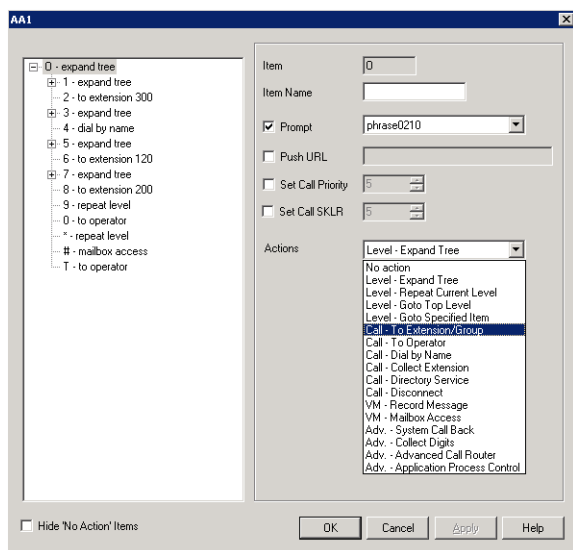 AA1
0 - expand tree
1 - expand tree
2 - to extension 300
3 - expand tree
4 - dial by name
5 - expand tree
6 - to extension 120
7 - expand tree
8 - to extension 200
9 - repeat level
0 - to operator
* - repeat level
# - mailbox access
T - to operator
Hide 'No Action' Items
Item
0
Item Name
Prompt
phrase0210
Push URL
Set Call Priority
5
Set Call SKLR
5
Actions
Level - Expand Tree
No action
Level - Expand Tree
Level - Repeat Current Level
Level - Goto Top Level
Level - Goto Specified Item
Call - To Extension/Group
Call - To Operator
Call - Dial by Name
Call - Collect Extension
Call - Directory Service
Call - Disconnect
VM - Record Message
VM - Mailbox Access
Adv. - System Call Back
Adv. - Collect Digits
Adv. - Advanced Call Router
Adv. - Application Process Control
OK
Cancel
Apply
Help